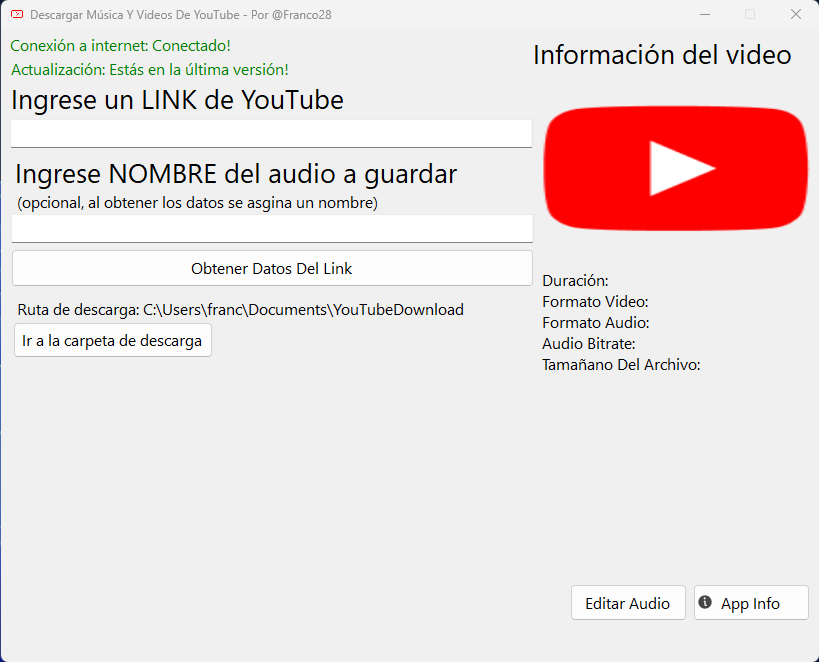 Descargar Música Y Videos De YouTube - Por @Franco28
Conexión a internet: Conectado!
Actualización: Estás en la última versión!
Ingrese un LINK de YouTube
Ingrese NOMBRE del audio a guardar
(opcional, al obtener los datos se asgina un nombre)
Obtener Datos Del Link
Ruta de descarga: C:\Users\franc\Documents\YouTubeDownload
Ir a la carpeta de descarga
Información del video
Duración:
Formato Video:
Formato Audio:
Audio Bitrate:
Tamañano Del Archivo:
Editar Audio
App Info